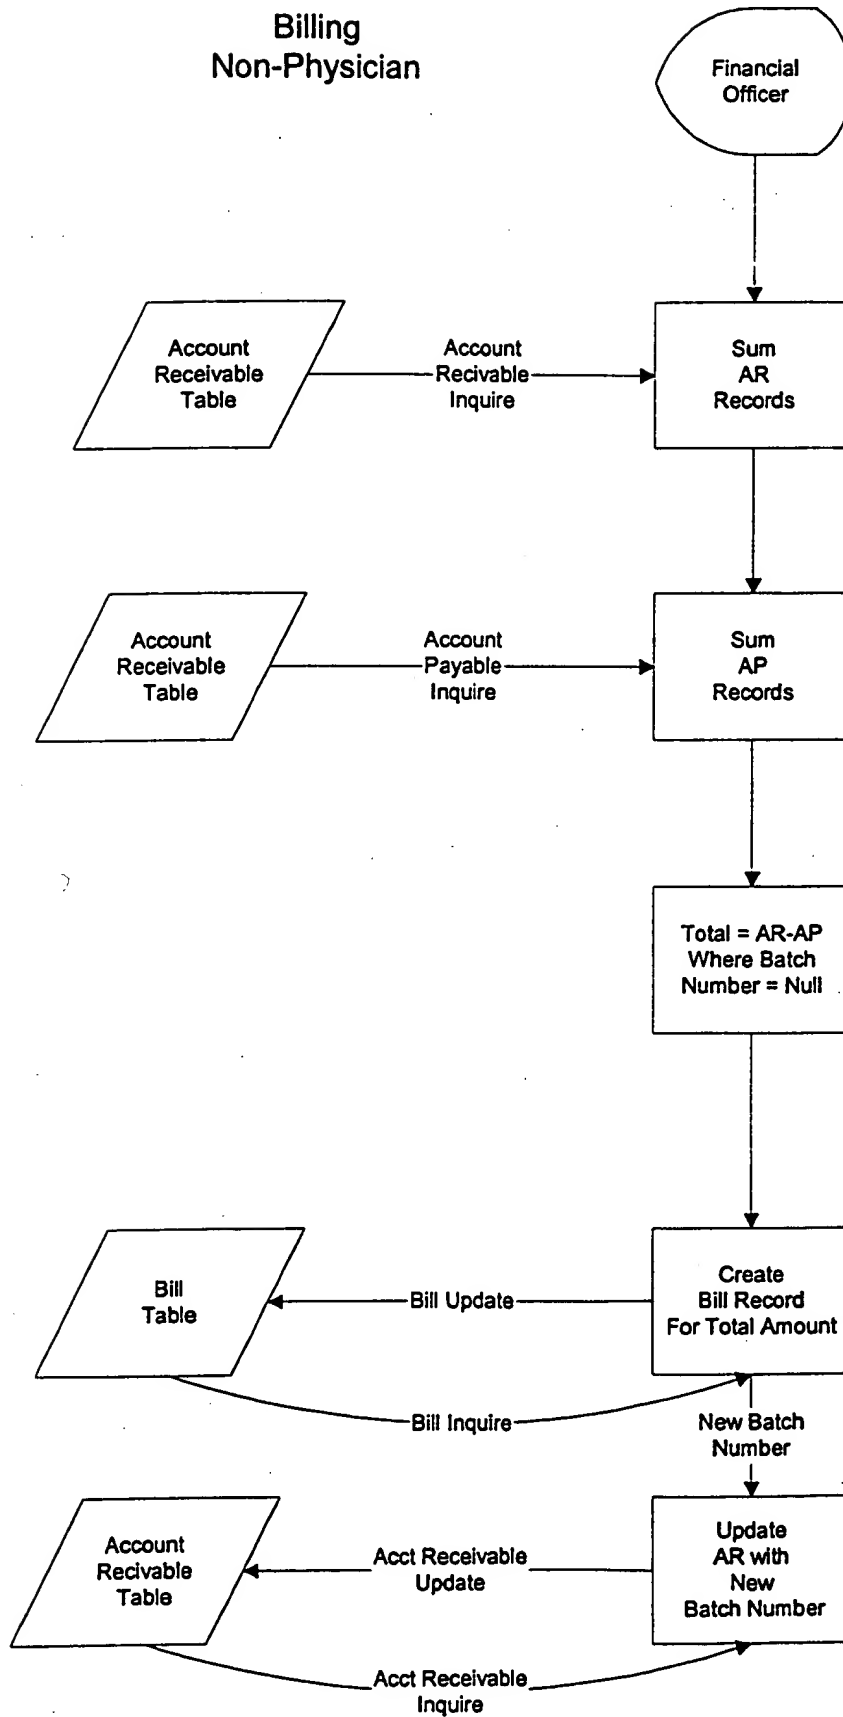 Billing
Non-Physician
Financial
Officer
Account
Receivable
Table
Account
Recivable
Inquire
Sum
AR
Records
Account
Receivable
Table
Account
Payable
Inquire
Sum
AP
Records
Total = AR-AP
Where Batch
Number = Null
Bill
Table
Bill Update
Create
Bill Record
For Total Amount
Bill Inquire
New Batch
Number
Account
Recivable
Table
Acct Receivable
Update
Update
AR with
New
Batch Number
Acct Receivable
Inquire